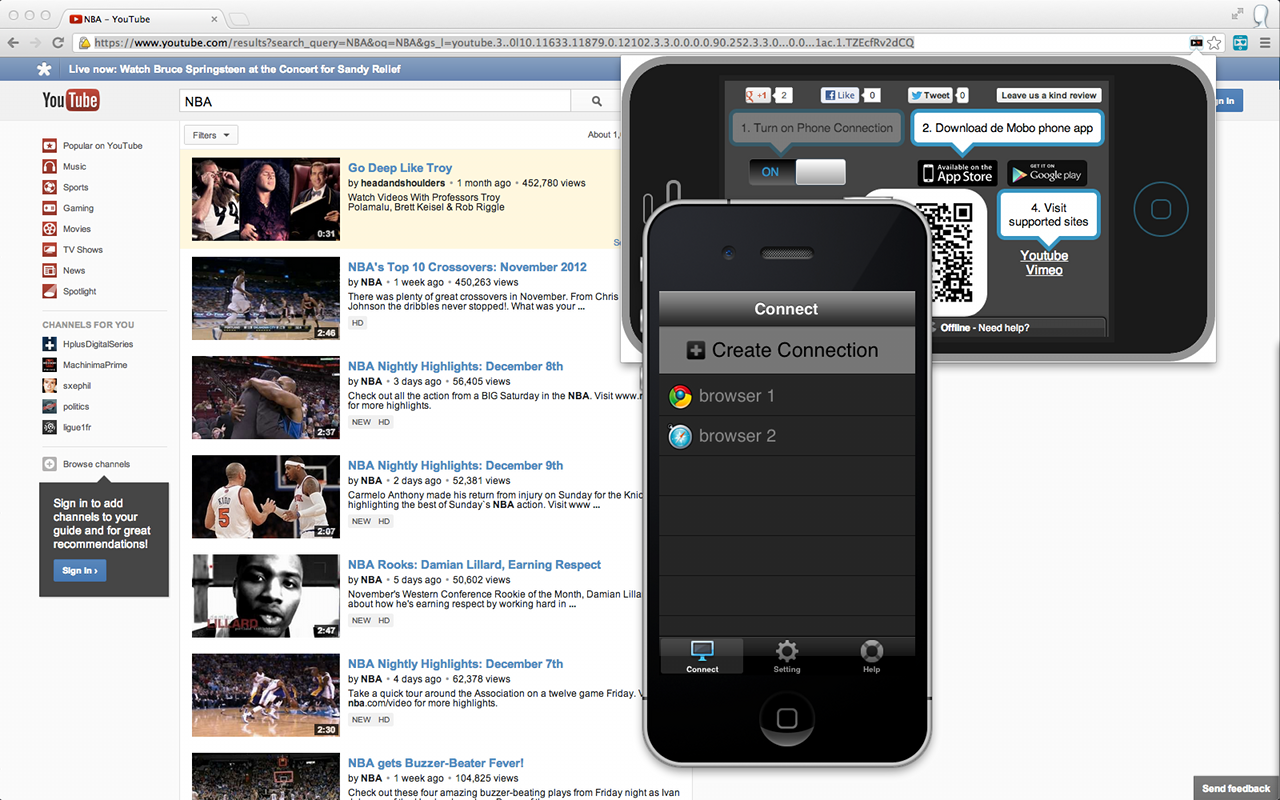 NBA – YouTube
https://www.youtube.com/results?search_query=NBA&oq=NBA&gs_l=youtube.3..0l10.11633.11879.0.12102.3.3.0.0.0.0.90.252.3.3.0...0.0...1ac.1.TZEcfRv2dCQ
Live now: Watch Bruce Springsteen at the Concert for Sandy Relief
YouTube
NBA
Filters
About 1,
Popular on YouTube
Music
Sports
Gaming
Movies
TV Shows
News
Spotlight
CHANNELS FOR YOU
HplusDigitalSeries
MachinimaPrime
sxephil
politics
ligue1fr
Browse channels
Sign in to add
channels to your
guide and for great
recommendations!
Sign In ›
Go Deep Like Troy
by headandshoulders • 1 month ago • 452,780 views
Watch Videos With Professors Troy
Polamalu, Brett Keisel & Rob Riggle
0:31
NBA's Top 10 Crossovers: November 2012
by NBA • 1 week ago • 450,263 views
There was plenty of great crossovers in November. From Chris
Johnson the dribbles never stopped!. What was your ...
HD
2:46
NBA Nightly Highlights: December 8th
by NBA • 3 days ago • 56,405 views
Check out all the action from a BIG Saturday in the NBA. Visit www.
for more highlights.
NEW HD
2:37
NBA Nightly Highlights: December 9th
by NBA • 2 days ago • 52,381 views
Carmelo Anthony made his return from injury on Sunday for the Knic
highlighting the best of Sunday`s NBA action. Visit www ...
NEW HD
KIDD
5
2:07
NBA Rooks: Damian Lillard, Earning Respect
by NBA • 5 days ago • 50,602 views
November's Western Conference Rookie of the Month, Damian Lilla
about how he's earning respect by working hard in ...
NEW HD
LILLARD
2:47
NBA Nightly Highlights: December 7th
by NBA • 4 days ago • 62,378 views
Take a quick tour around the Association on a twelve game Friday. V
nba.com/video for more highlights.
NEW HD
2:30
NBA gets Buzzer-Beater Fever!
by NBA • 1 week ago • 104,825 views
Check out these four amazing buzzer-beating plays from Friday night as Ivan
+1
2
Like
0
Tweet
0
Leave us a kind review
n In
1. Turn on Phone Connection
2. Download de Mobo phone app
ON
Available on the
App Store
GET IT ON
Google play
4. Visit
supported sites
Youtube
Vimeo
Offline - Need help?
Connect
Create Connection
browser 1
browser 2
Connect
Setting
Help
Send feedback